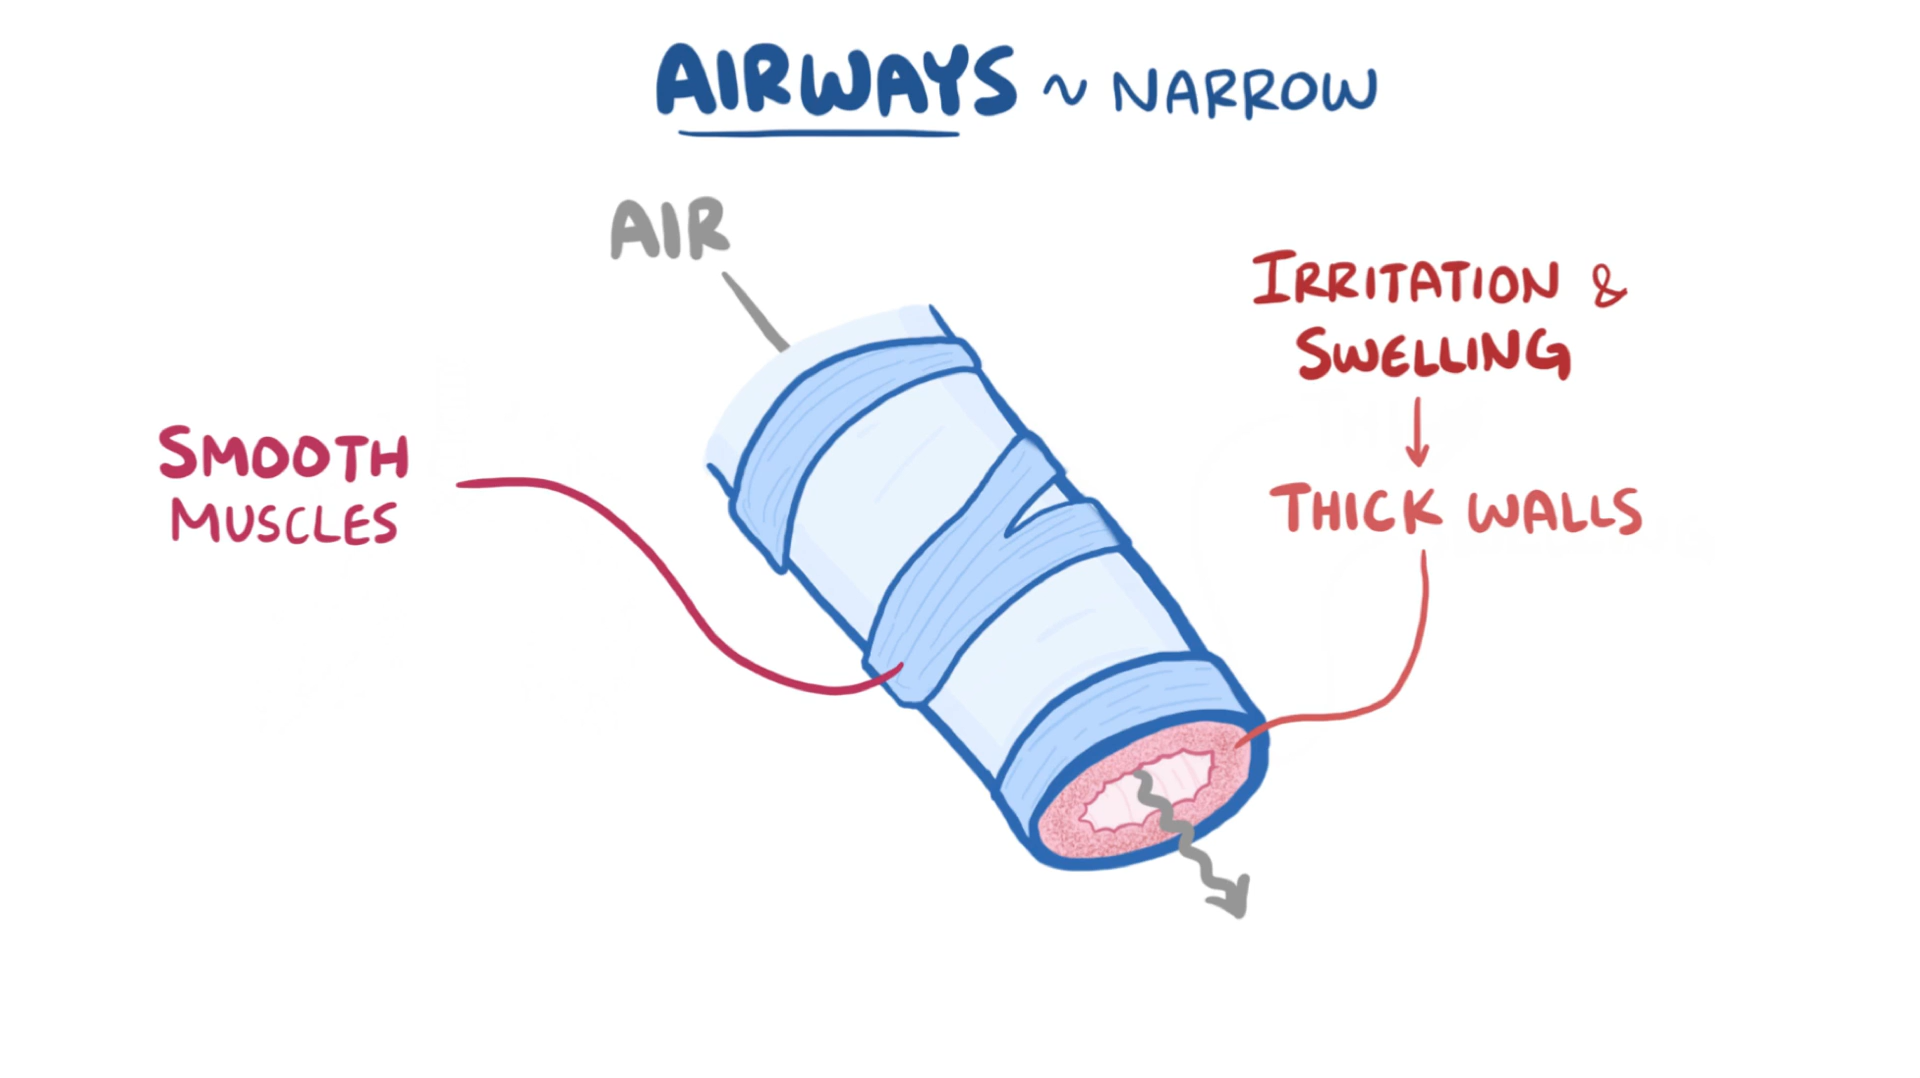 AIRWAYS ~ NARROW
AIR
IRRITATION &
SWELLING
SMOOTH
MUSCLES
THICK WALLS